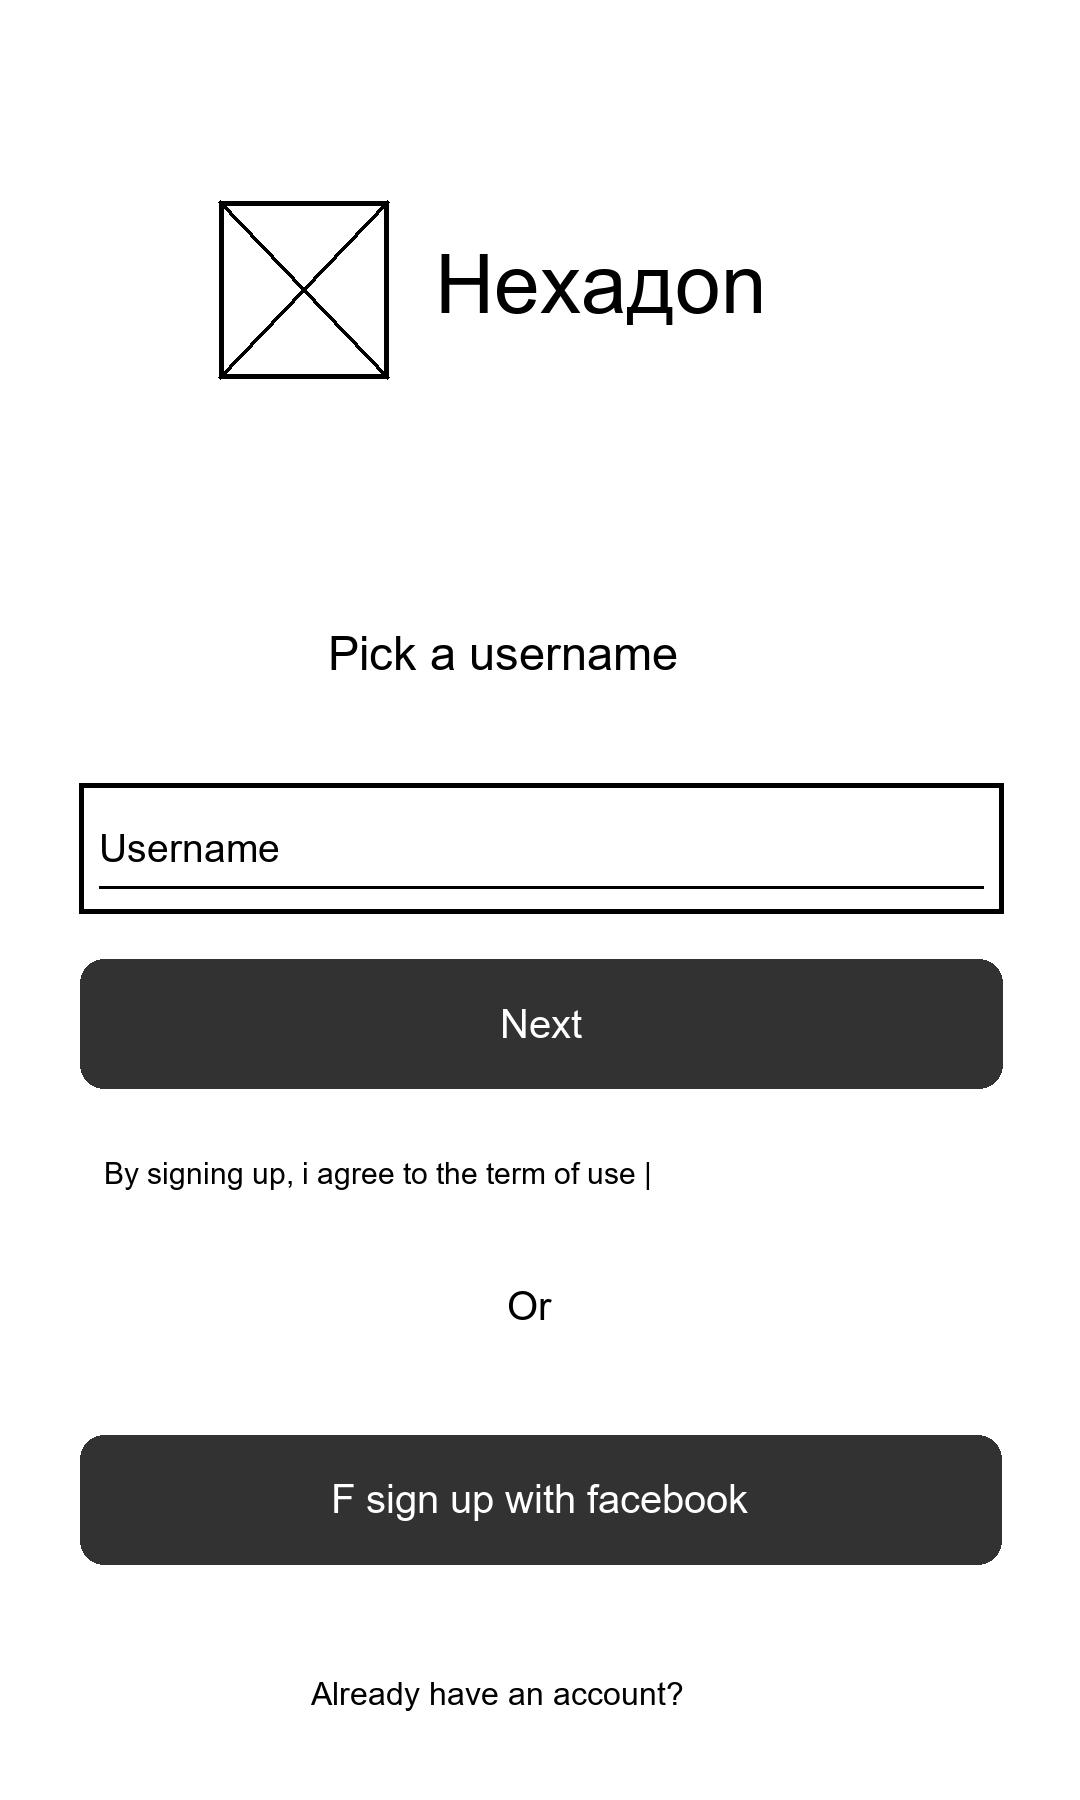 Hexaдon
Pick a username
Username
Next
By signing up, i agree to the term of use |
Or
F sign up with facebook
Already have an account?